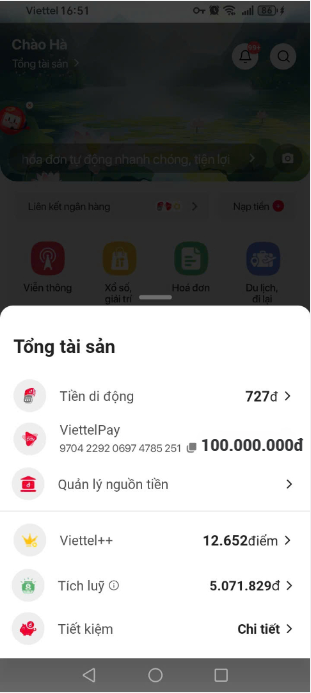 Viettel 16:51
86
Chào Hà
99+
Tổng tài sản
hóa đơn tự động nhanh chóng, tiện lợi
Liên kết ngân hàng
Nạp tiền
Viễn thông
Xổ số, giải trí
Hoá đơn
Du lịch, đi lại
Tổng tài sản
Tiền di động 727đ
ViettelPay
9704 2292 0697 4785 251 100.000.000đ
Quản lý nguồn tiền
Viettel++ 12.652điểm
Tích luỹ 5.071.829đ
Tiết kiệm Chi tiết